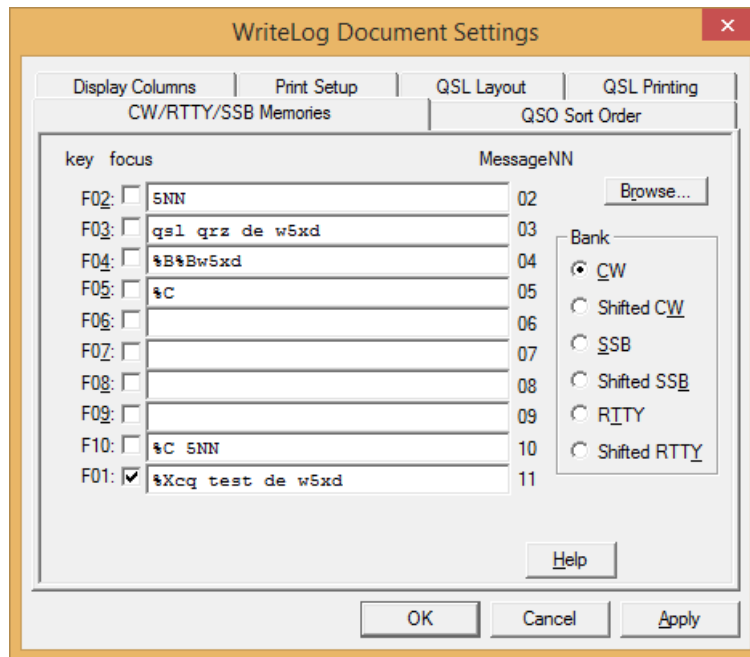 WriteLog Document Settings
Display Columns Print Setup QSL Layout QSL Printing
CW/RTTY/SSB Memories QSO Sort Order
key focus MessageNN
F02: 5NN 02 Browse...
F03: qsl qrz de w5xd 03
Bank
F04: %B%Bw5xd 04
CW
F05: %C 05
Shifted CW
F06: 06
SSB
F07: 07
F08: 08 Shifted SSB
F09: 09 RTTY
F10: %C 5NN 10 Shifted RTTY
F01: %Xcq test de w5xd 11
Help
OK Cancel Apply